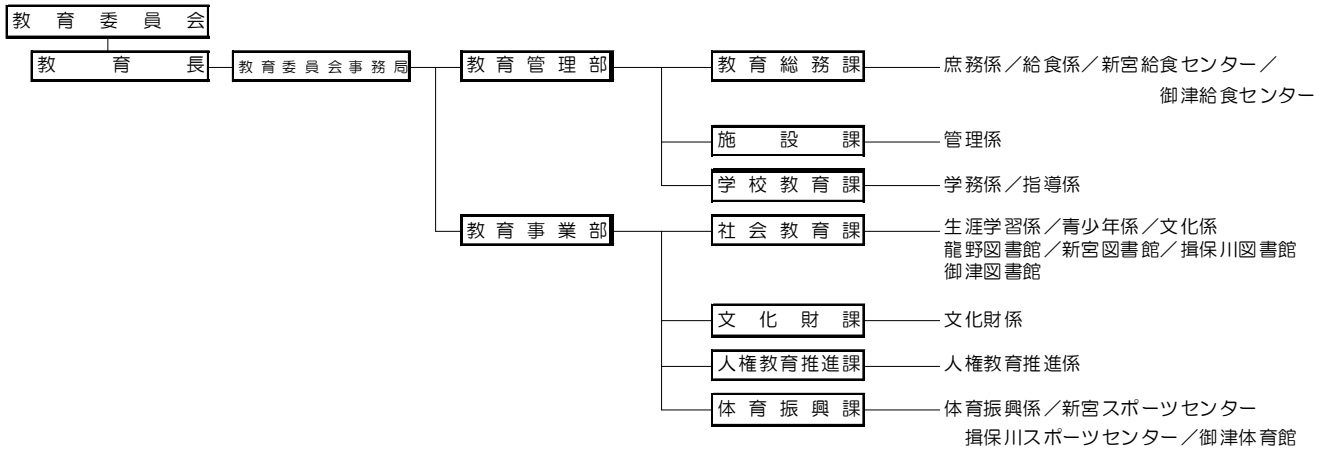 教育委員会
教育長 教育委員会事務局 教育管理部 教育総務課 庶務係／給食係／新宮給食センター／
御津給食センター
施設課 管理係
学校教育課 学務係／指導係
教育事業部 社会教育課 生涯学習係／青少年係／文化係
龍野図書館／新宮図書館／揖保川図書館
御津図書館
文化財課 文化財係
人権教育推進課 人権教育推進係
体育振興課 体育振興係／新宮スポーツセンター
揖保川スポーツセンター／御津体育館